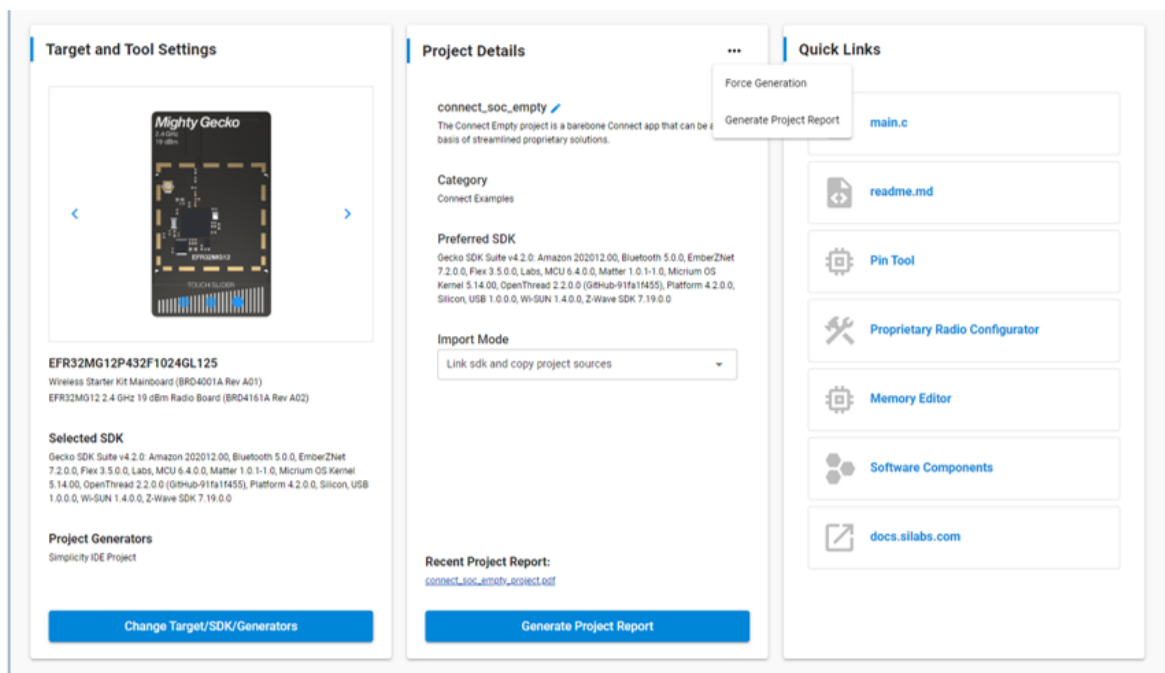 Target and Tool Settings
Mighty Gecko
2.4 GHz
19 dBm
EFR32MG12
TOUCH SLIDER
EFR32MG12P432F1024GL125
Wireless Starter Kit Mainboard (BRD4001A Rev A01)
EFR32MG12 2.4 GHz 19 dBm Radio Board (BRD4161A Rev A02)
Selected SDK
Gecko SDK Suite v4.2.0: Amazon 202012.00, Bluetooth 5.0.0, EmberZNet
7.2.0.0, Flex 3.5.0.0, Labs, MCU 6.4.0.0, Matter 1.0.1-1.0, Micrium OS Kernel
5.14.00, OpenThread 2.2.0.0 (GitHub-91fa1f455), Platform 4.2.0.0, Silicon, USB
1.0.0.0, Wi-SUN 1.4.0.0, Z-Wave SDK 7.19.0.0
Project Generators
Simplicity IDE Project
Change Target/SDK/Generators
Project Details
Force Generation
Generate Project Report
connect_soc_empty
The Connect Empty project is a barebone Connect app that can be a
basis of streamlined proprietary solutions.
Category
Connect Examples
Preferred SDK
Gecko SDK Suite v4.2.0: Amazon 202012.00, Bluetooth 5.0.0, EmberZNet
7.2.0.0, Flex 3.5.0.0, Labs, MCU 6.4.0.0, Matter 1.0.1-1.0, Micrium OS
Kernel 5.14.00, OpenThread 2.2.0.0 (GitHub-91fa1f455), Platform 4.2.0.0,
Silicon, USB 1.0.0.0, Wi-SUN 1.4.0.0, Z-Wave SDK 7.19.0.0
Import Mode
Link sdk and copy project sources
Recent Project Report:
connect_soc_empty_project.pdf
Generate Project Report
Quick Links
main.c
readme.md
Pin Tool
Proprietary Radio Configurator
Memory Editor
Software Components
docs.silabs.com